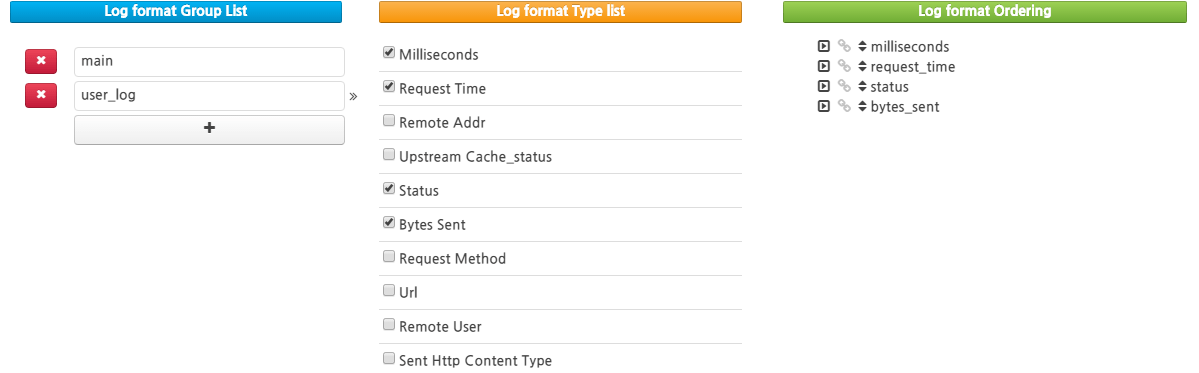 Log format Group List
main
user_log
Log format Type list
Milliseconds
Request Time
Remote Addr
Upstream Cache_status
Status
Bytes Sent
Request Method
Url
Remote User
Sent Http Content Type
Log format Ordering
milliseconds
request_time
status
bytes_sent